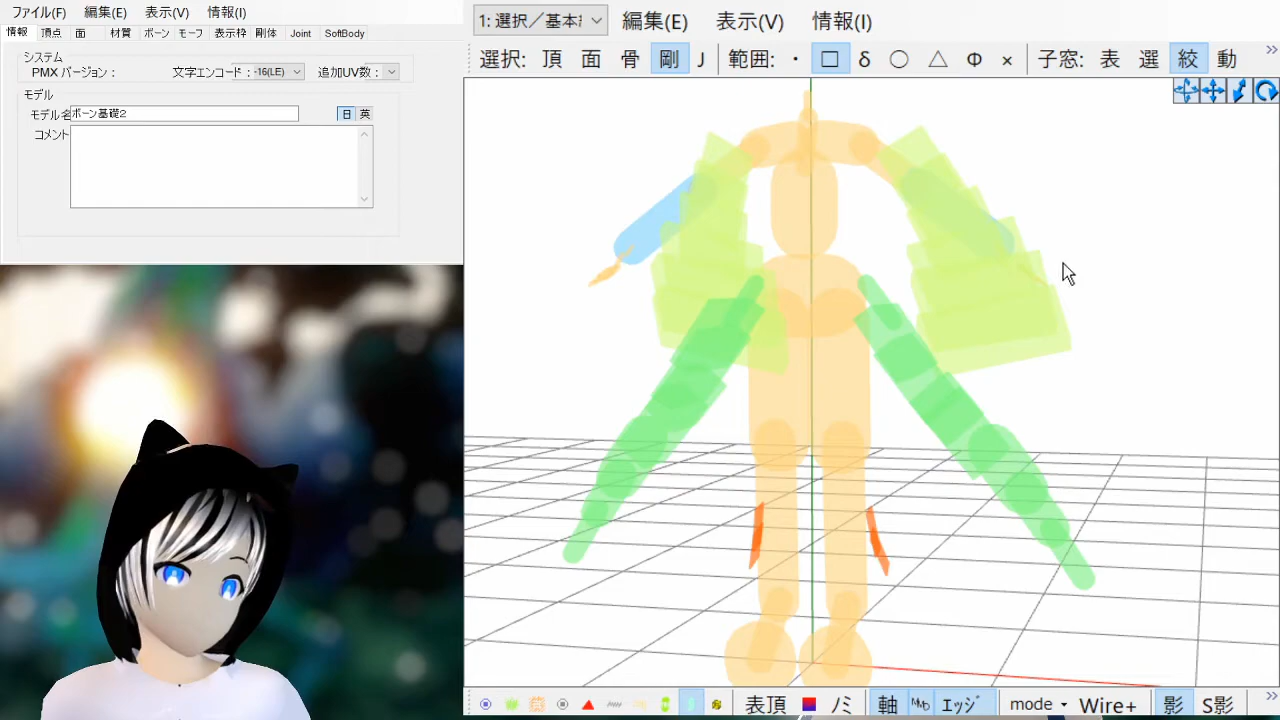 ファイル(F) 編集(E) 表示(V) 情報(I)
情報 頂点 面 材質 ボーン モーフ 表示枠 剛体 Joint SoftBody
システム
PMX バージョン : 文字エンコード : -16(LE) 追加UV数 :
モデル
モデル名 ボーン基礎2 日 英
コメント
1: 選択／基本 編集(E) 表示(V) 情報(I)
選択: 頂 面 骨 剛 J 範囲: ・ □ δ ○ △ Φ × 子窓: 表 選 絞 動 »
表頂 ノミ 軸 MMD エッジ mode Wire+ 影 S影 »